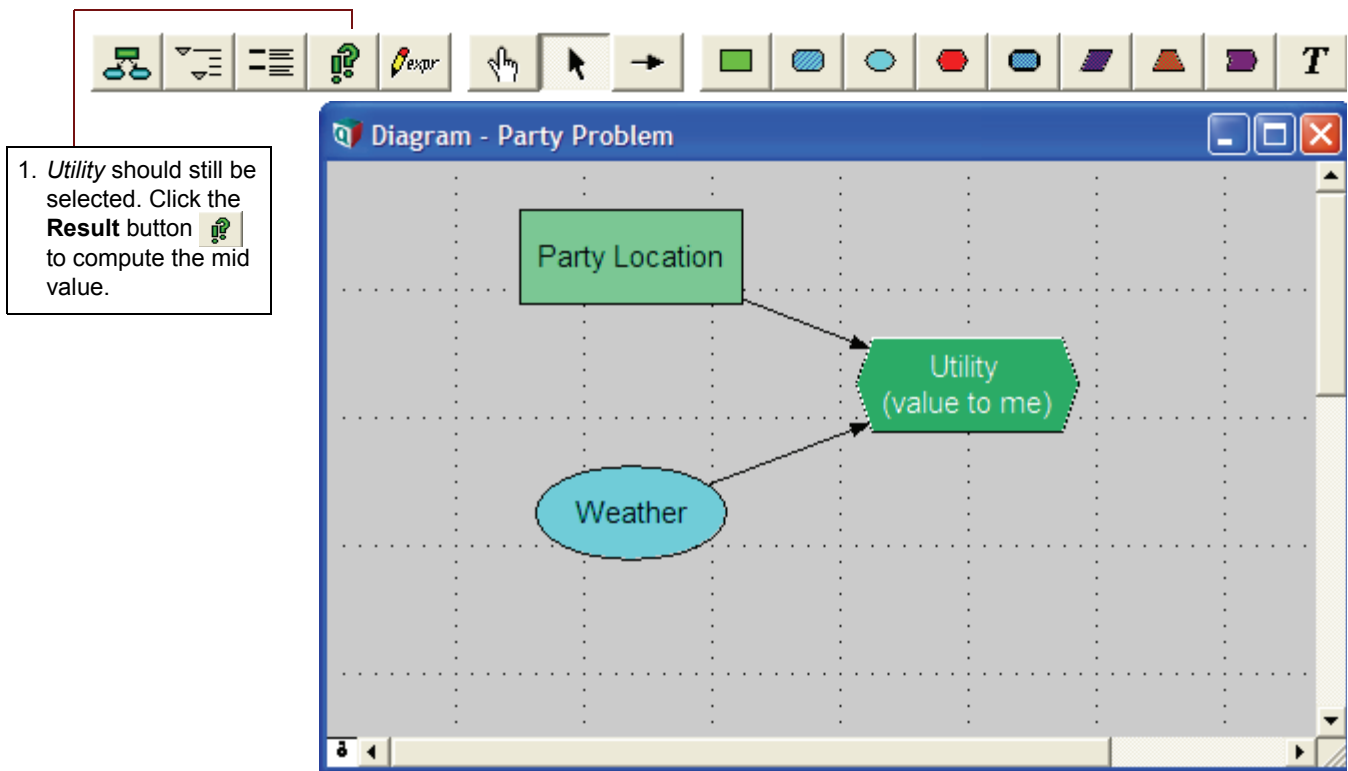 expr
T
Diagram - Party Problem
1. Utility should still be
selected. Click the
Result button
to compute the mid
value.
Party Location
Utility
(value to me)
Weather